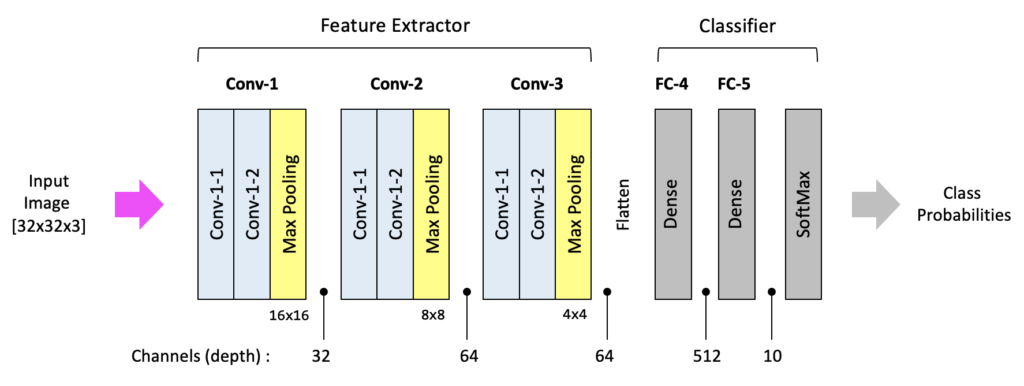 Feature Extractor
Classifier
Conv-1
Conv-2
Conv-3
FC-4
FC-5
Input
Image
[32x32x3]
Conv-1-1
Conv-1-2
Max Pooling
Conv-1-1
Conv-1-2
Max Pooling
Conv-1-1
Conv-1-2
Max Pooling
Flatten
Dense
Dense
SoftMax
Class
Probabilities
16x16
8x8
4x4
Channels (depth) :
32
64
64
512
10